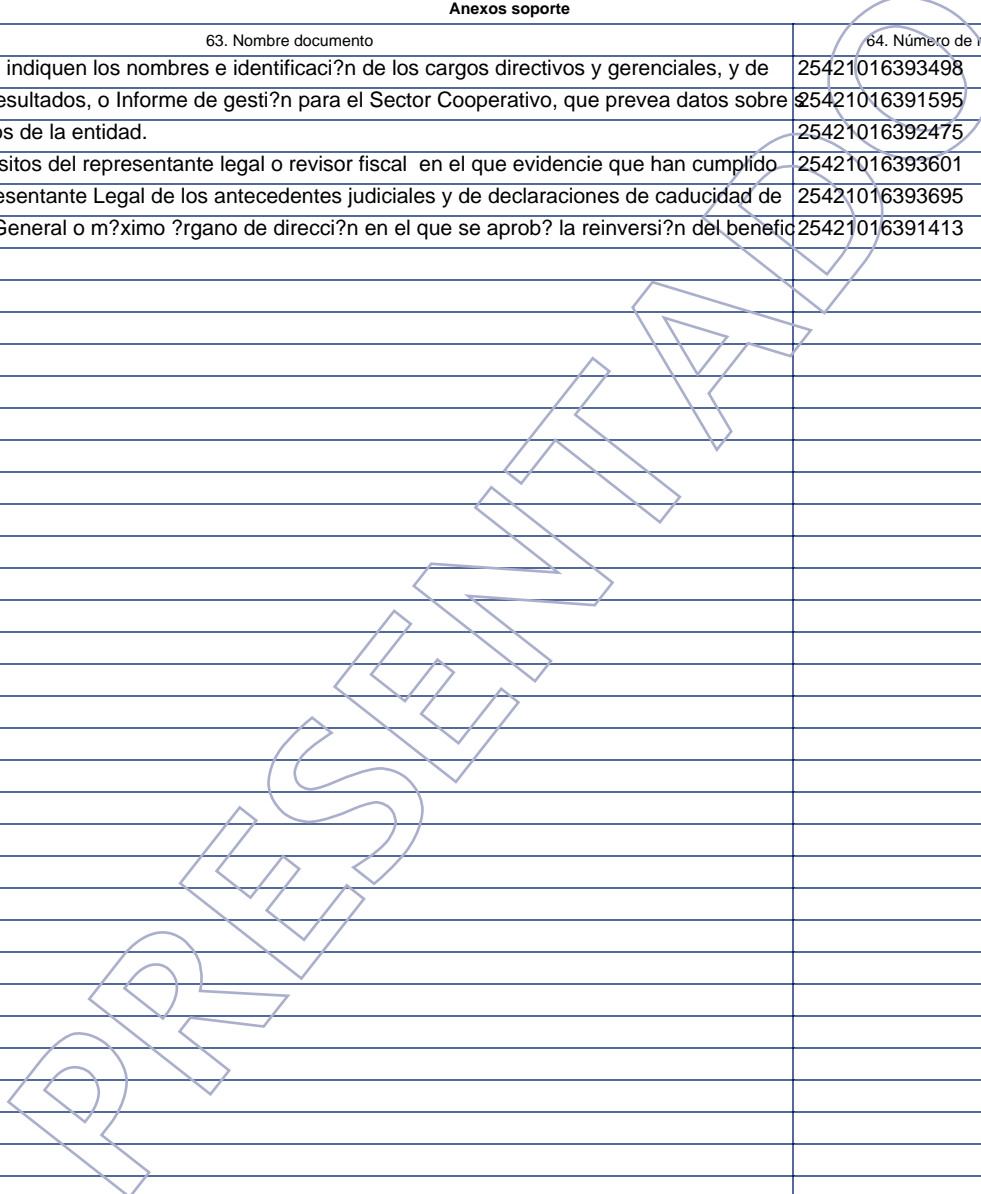 Anexos soporte
63. Nombre documento 64. Número de
indiquen los nombres e identificaci?n de los cargos directivos y gerenciales, y de 25421016393498
esultados, o Informe de gesti?n para el Sector Cooperativo, que prevea datos sobre s 25421016391595
os de la entidad. 25421016392475
sitos del representante legal o revisor fiscal en el que evidencie que han cumplido 25421016393601
esentante Legal de los antecedentes judiciales y de declaraciones de caducidad de 25421016393695
General o m?ximo ?rgano de direcci?n en el que se aprob? la reinversi?n del benefic 25421016391413
PRESENTADO